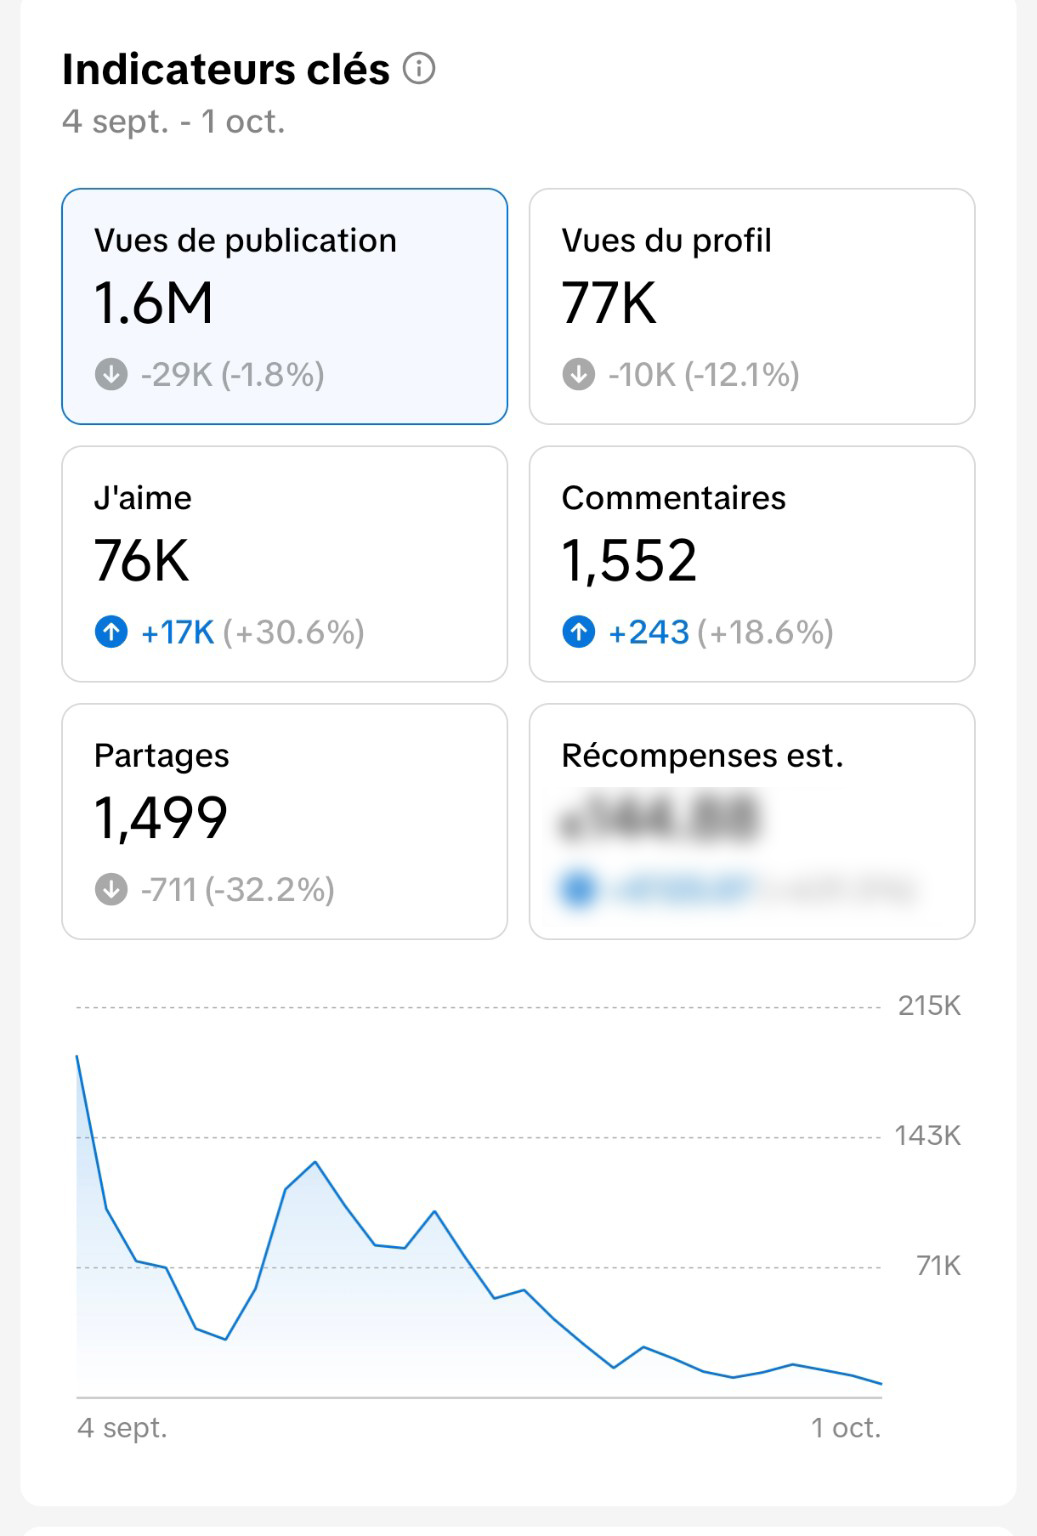 Indicateurs clés
4 sept. - 1 oct.
Vues de publication
1.6M
-29K (-1.8%)
Vues du profil
77K
-10K (-12.1%)
J'aime
76K
+17K (+30.6%)
Commentaires
1,552
+243 (+18.6%)
Partages
1,499
-711 (-32.2%)
Récompenses est.
215K
143K
71K
4 sept.
1 oct.